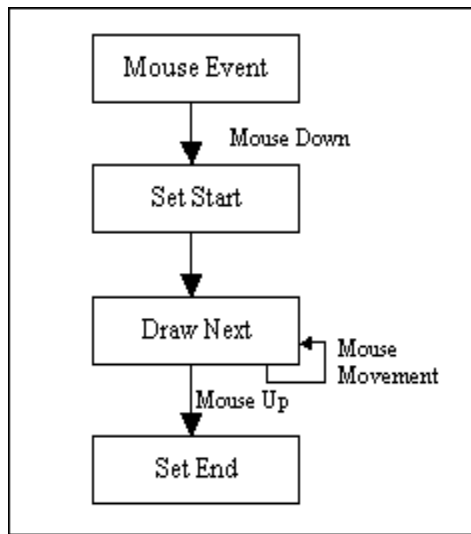 Mouse Event
Mouse Down
Set Start
Draw Next
Mouse
Movement
Mouse Up
Set End